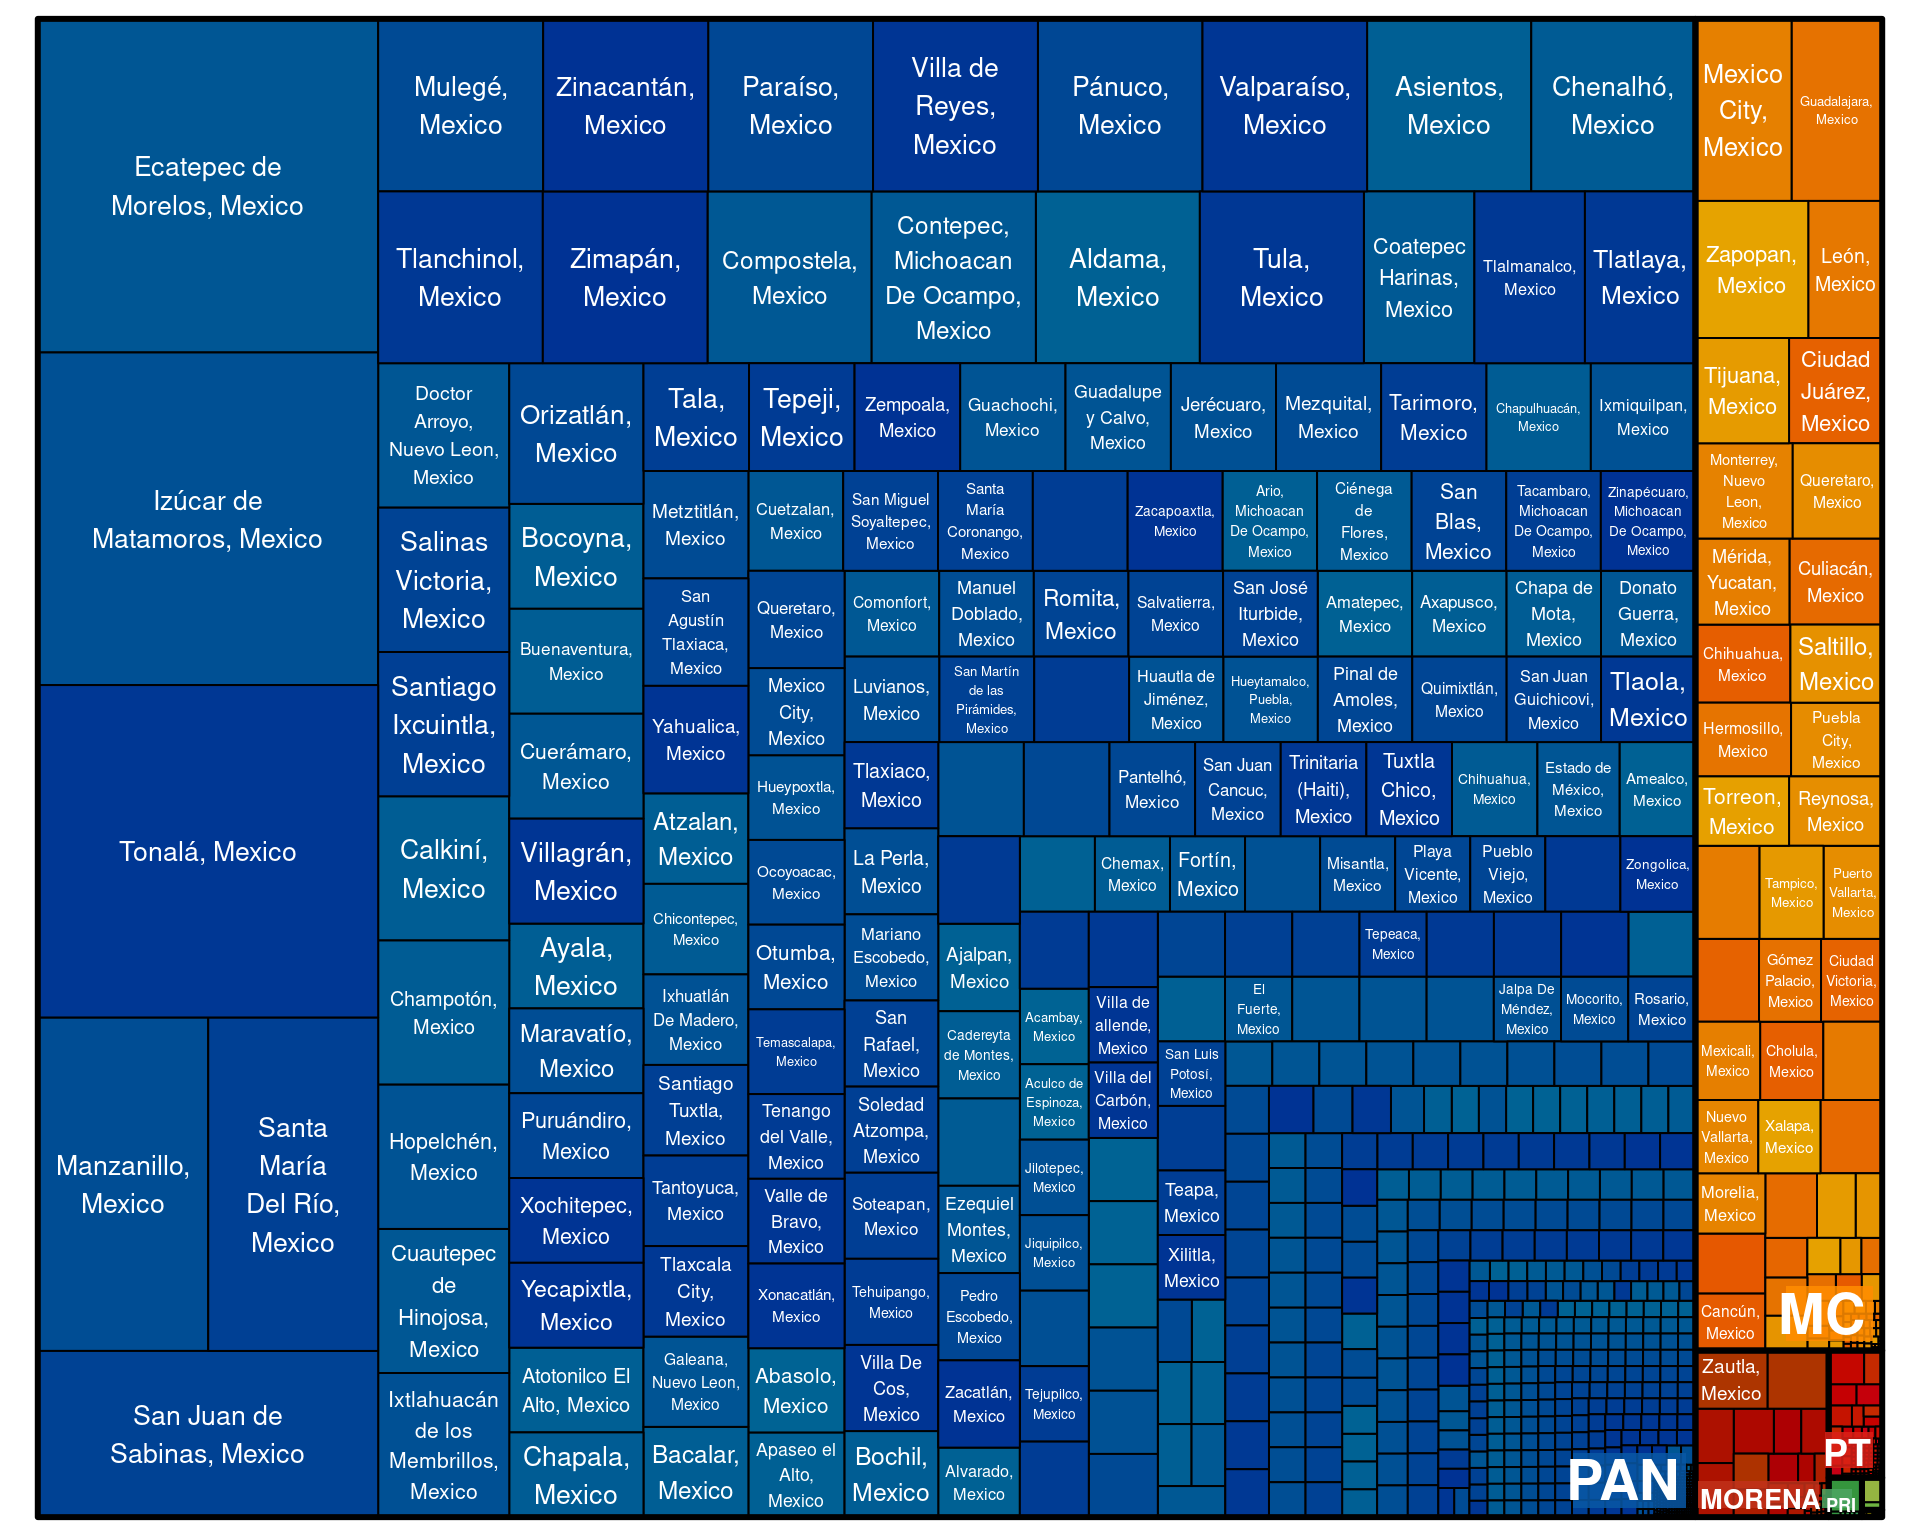 Ecatepec de
Morelos, Mexico
Izúcar de
Matamoros, Mexico
Tonalá, Mexico
Manzanillo,
Mexico
Santa
María
Del Río,
Mexico
San Juan de
Sabinas, Mexico
Mulegé,
Mexico
Zinacantán,
Mexico
Paraíso,
Mexico
Villa de
Reyes,
Mexico
Pánuco,
Mexico
Valparaíso,
Mexico
Asientos,
Mexico
Chenalhó,
Mexico
Tlanchinol,
Mexico
Zimapán,
Mexico
Compostela,
Mexico
Contepec,
Michoacan
De Ocampo,
Mexico
Aldama,
Mexico
Tula,
Mexico
Coatepec
Harinas,
Mexico
Tlalmanalco,
Mexico
Tlatlaya,
Mexico
Doctor
Arroyo,
Nuevo Leon,
Mexico
Salinas
Victoria,
Mexico
Santiago
Ixcuintla,
Mexico
Calkiní,
Mexico
Champotón,
Mexico
Hopelchén,
Mexico
Cuautepec
de
Hinojosa,
Mexico
Ixtlahuacán
de los
Membrillos,
Mexico
Orizatlán,
Mexico
Bocoyna,
Mexico
Buenaventura,
Mexico
Cuerámaro,
Mexico
Villagrán,
Mexico
Ayala,
Mexico
Maravatío,
Mexico
Puruándiro,
Mexico
Xochitepec,
Mexico
Yecapixtla,
Mexico
Atotonilco El
Alto, Mexico
Chapala,
Mexico
Tala,
Mexico
Metztitlán,
Mexico
San
Agustín
Tlaxiaca,
Mexico
Yahualica,
Mexico
Atzalan,
Mexico
Chicontepec,
Mexico
Ixhuatlán
De Madero,
Mexico
Santiago
Tuxtla,
Mexico
Tantoyuca,
Mexico
Tlaxcala
City,
Mexico
Galeana,
Nuevo Leon,
Mexico
Bacalar,
Mexico
Tepeji,
Mexico
Zempoala,
Mexico
Guachochi,
Mexico
Guadalupe
y Calvo,
Mexico
Jerécuaro,
Mexico
Mezquital,
Mexico
Tarimoro,
Mexico
Chapulhuacán,
Mexico
Ixmiquilpan,
Mexico
Cuetzalan,
Mexico
Queretaro,
Mexico
Mexico
City,
Mexico
Hueypoxtla,
Mexico
Ocoyoacac,
Mexico
Otumba,
Mexico
Temascalapa,
Mexico
Tenango
del Valle,
Mexico
Valle de
Bravo,
Mexico
Xonacatlán,
Mexico
Abasolo,
Mexico
Apaseo el
Alto,
Mexico
San Miguel
Soyaltepec,
Mexico
Santa
María
Coronango,
Mexico
Zacapoaxtla,
Mexico
Ario,
Michoacan
De Ocampo,
Mexico
Ciénega
de
Flores,
Mexico
San
Blas,
Mexico
Tacambaro,
Michoacan
De Ocampo,
Mexico
Zinapécuaro,
Michoacan
De Ocampo,
Mexico
Comonfort,
Mexico
Manuel
Doblado,
Mexico
Romita,
Mexico
Salvatierra,
Mexico
San José
Iturbide,
Mexico
Amatepec,
Mexico
Axapusco,
Mexico
Chapa de
Mota,
Mexico
Donato
Guerra,
Mexico
Luvianos,
Mexico
San Martín
de las
Pirámides,
Mexico
Huautla de
Jiménez,
Mexico
Hueytamalco,
Puebla,
Mexico
Pinal de
Amoles,
Mexico
Quimixtlán,
Mexico
San Juan
Guichicovi,
Mexico
Tlaola,
Mexico
Tlaxiaco,
Mexico
La Perla,
Mexico
Mariano
Escobedo,
Mexico
San
Rafael,
Mexico
Soledad
Atzompa,
Mexico
Soteapan,
Mexico
Tehuipango,
Mexico
Villa De
Cos,
Mexico
Bochil,
Mexico
Pantelhó,
Mexico
San Juan
Cancuc,
Mexico
Trinitaria
(Haiti),
Mexico
Tuxtla
Chico,
Mexico
Chihuahua,
Mexico
Estado de
México,
Mexico
Amealco,
Mexico
Ajalpan,
Mexico
Cadereyta
de Montes,
Mexico
Ezequiel
Montes,
Mexico
Pedro
Escobedo,
Mexico
Zacatlán,
Mexico
Alvarado,
Mexico
Chemax,
Mexico
Fortín,
Mexico
Misantla,
Mexico
Playa
Vicente,
Mexico
Pueblo
Viejo,
Mexico
Zongolica,
Mexico
Acambay,
Mexico
Aculco de
Espinoza,
Mexico
Jilotepec,
Mexico
Jiquipilco,
Mexico
Tejupilco,
Mexico
Villa de
allende,
Mexico
Villa del
Carbón,
Mexico
Tepeaca,
Mexico
El
Fuerte,
Mexico
Jalpa De
Méndez,
Mexico
Mocorito,
Mexico
Rosario,
Mexico
San Luis
Potosí,
Mexico
Teapa,
Mexico
Xilitla,
Mexico
PAN
Mexico
City,
Mexico
Guadalajara,
Mexico
Zapopan,
Mexico
León,
Mexico
Tijuana,
Mexico
Ciudad
Juárez,
Mexico
Monterrey,
Nuevo
Leon,
Mexico
Queretaro,
Mexico
Mérida,
Yucatan,
Mexico
Culiacán,
Mexico
Chihuahua,
Mexico
Saltillo,
Mexico
Hermosillo,
Mexico
Puebla
City,
Mexico
Torreon,
Mexico
Reynosa,
Mexico
Tampico,
Mexico
Puerto
Vallarta,
Mexico
Gómez
Palacio,
Mexico
Ciudad
Victoria,
Mexico
Mexicali,
Mexico
Cholula,
Mexico
Nuevo
Vallarta,
Mexico
Xalapa,
Mexico
Morelia,
Mexico
Cancún,
Mexico
MC
Zautla,
Mexico
MORENA
PT
PRI